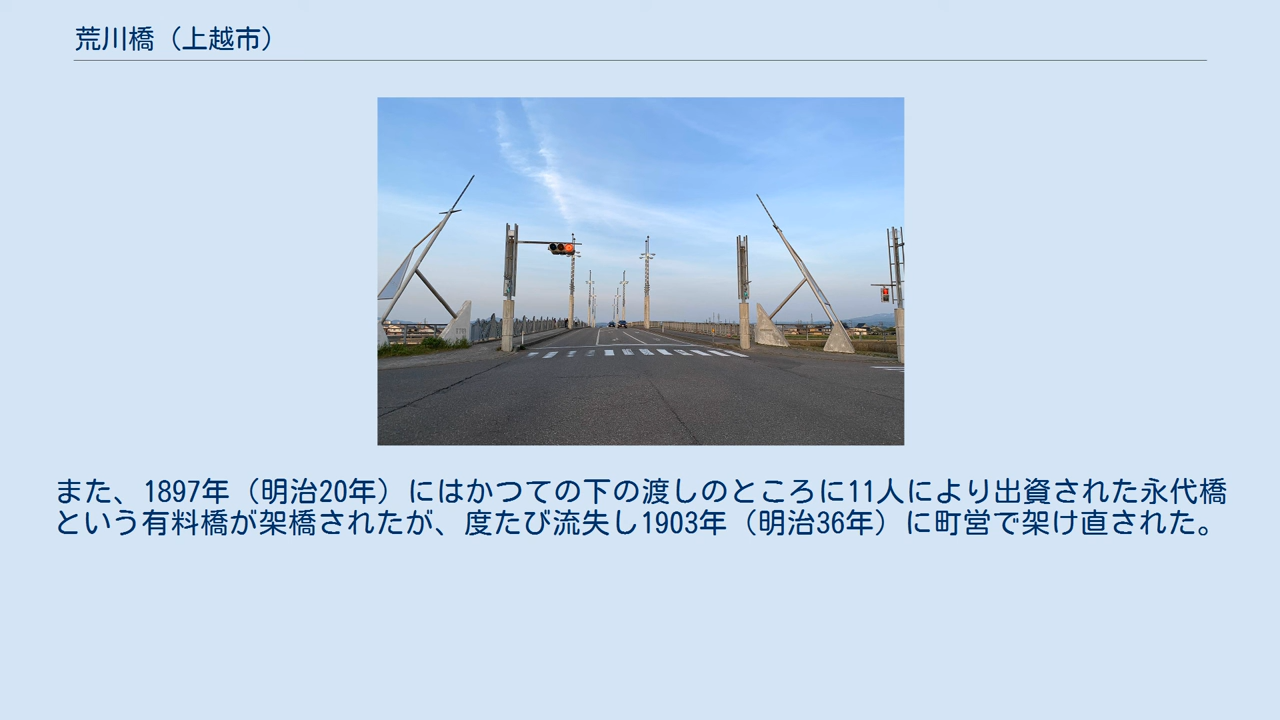 荒川橋（上越市）
また、1897年（明治20年）にはかつての下の渡しのところに11人により出資された永代橋
という有料橋が架橋されたが、度たび流失し1903年（明治36年）に町営で架け直された。